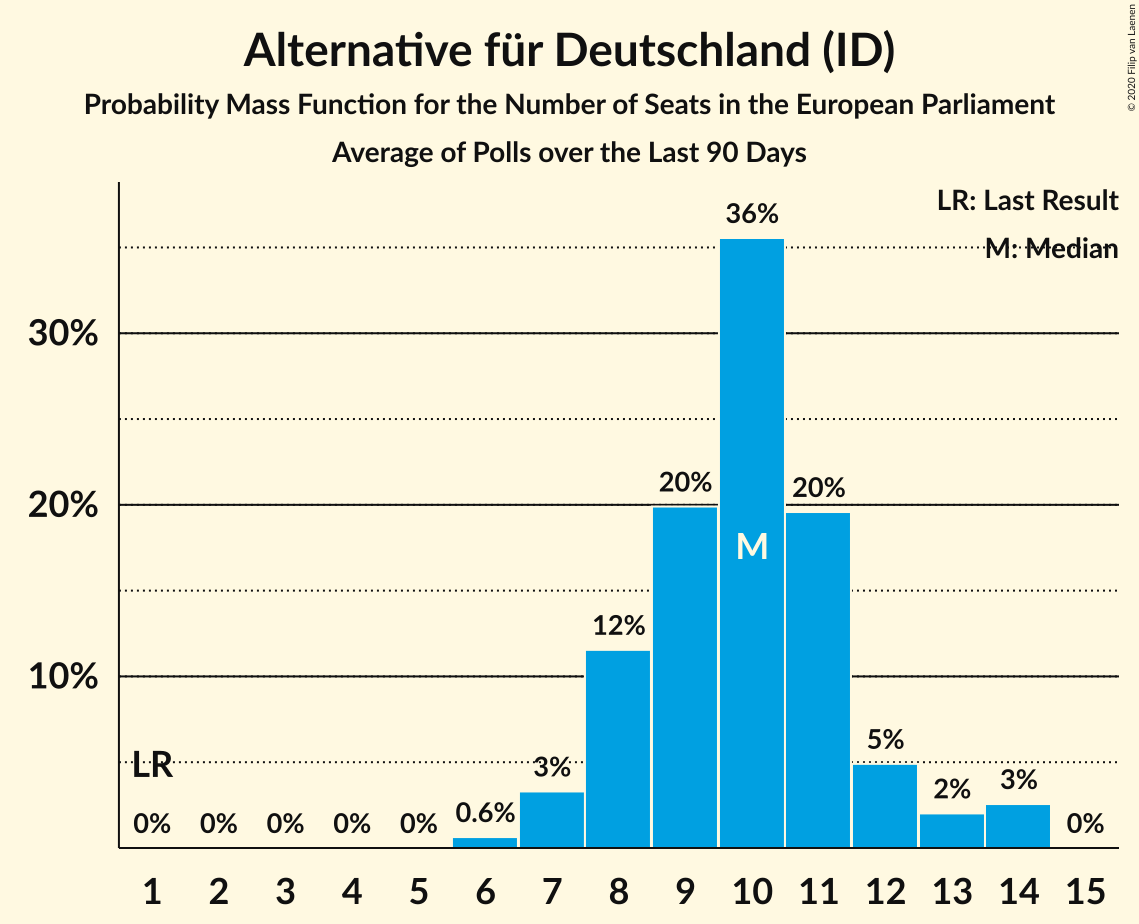 Alternative für Deutschland (ID)
Probability Mass Function for the Number of Seats in the European Parliament
Average of Polls over the Last 90 Days
© 2020 Filip van Laenen
LR: Last Result
M: Median
36%
30%
20%
20%
20%
M
12%
10%
LR
5%
3%
3%
2%
0.6%
0% 0% 0% 0% 0% 0%
1 2 3 4 5 6 7 8 9 10 11 12 13 14 15